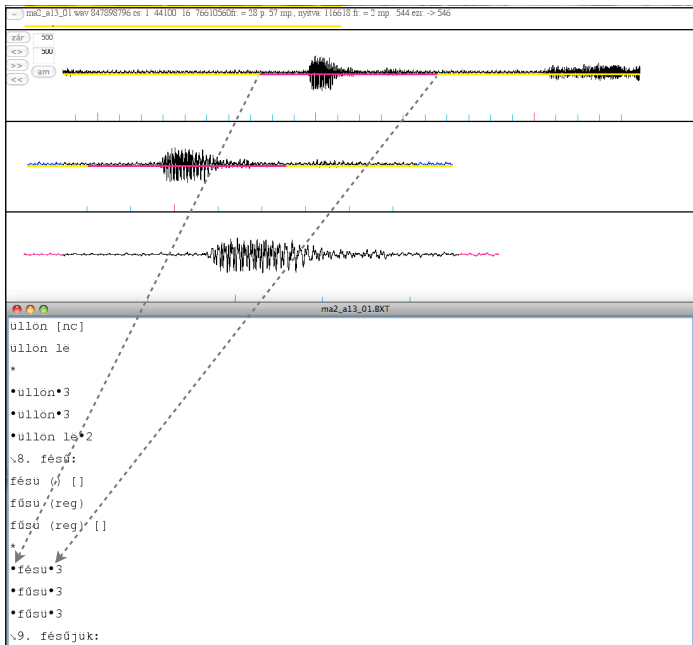 – ma2_a13_01.wav 847898796 cs. 1 44100 16 76610560fr. = 28 p. 57 mp., nyitva: 116618 fr. = 2 mp. 544 ezr. -> 546
zár 500
<> 500
>> am
<<
ma2_a13_01.BXT
üllön [nc]
üllön lë
*
•üllön•3
•üllön•3
•üllön lë•2
↘8. fésű:
fésü () []
fűsü (reg)
fűsü (reg) []
*
•fésü•3
•fűsü•3
•fűsü•3
↘9. fésűjük: